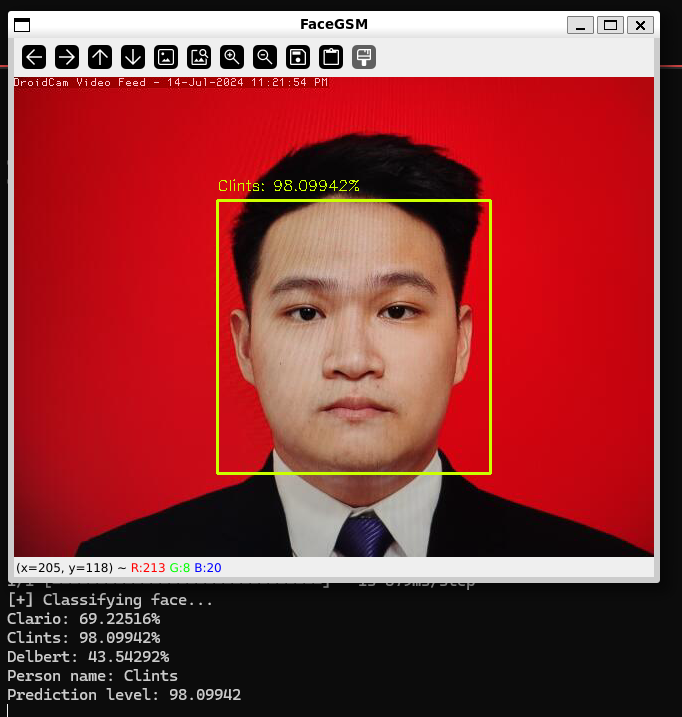 FaceGSM
DroidCam Video Feed - 14-Jul-2024 11:21:54 PM
Clints: 98.09942%
(x=205, y=118) ~ R:213 G:8 B:20
[+] Classifying face...
Clario: 69.22516%
Clints: 98.09942%
Delbert: 43.54292%
Person name: Clints
Prediction level: 98.09942